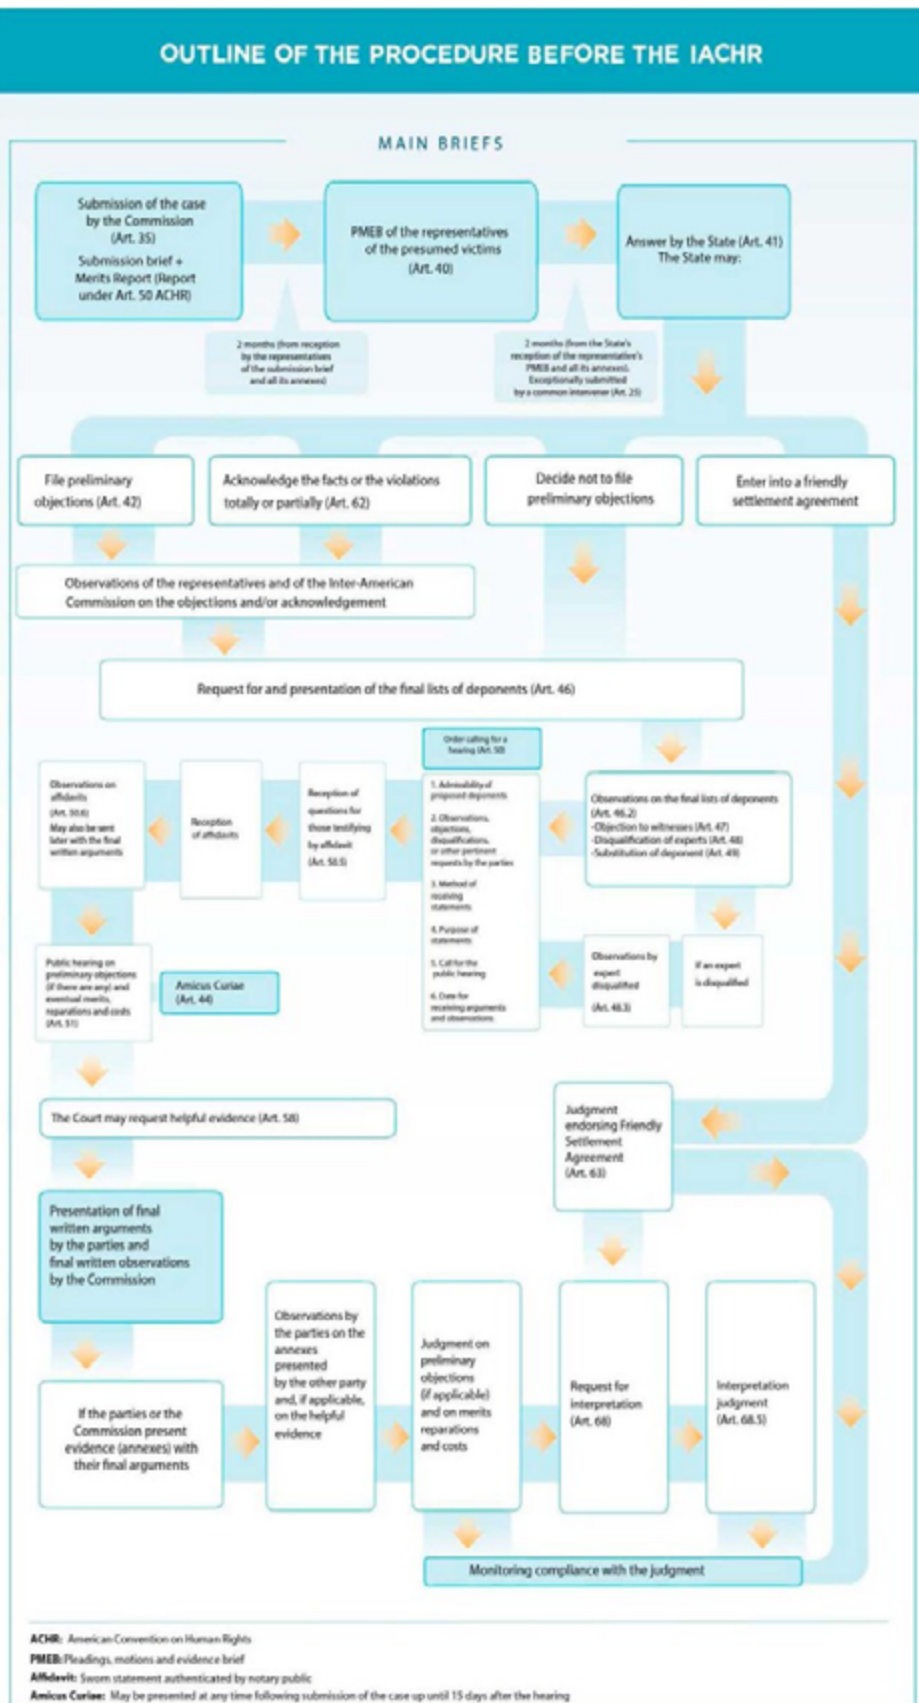 OUTLINE OF THE PROCEDURE BEFORE THE IACHR
MAIN BRIEFS
Submission of the case
by the Commission
(Art. 35)
Submission brief +
Merits Report (Report
under Art. 50 ACHR)
PMEB of the representatives
of the presumed victims
(Art. 40)
Answer by the State (Art. 41)
The State may:
2 months (from reception
by the representatives
of the submission brief
and all its annexes)
2 months (from the State's
reception of the representative's
PMEB and all its annexes).
Exceptionally submitted
by a common intervener (Art. 25)
File preliminary
objections (Art. 42)
Acknowledge the facts or the violations
totally or partially (Art. 62)
Decide not to file
preliminary objections
Enter into a friendly
settlement agreement
Observations of the representatives and of the Inter-American
Commission on the objections and/or acknowledgement
Request for and presentation of the final lists of deponents (Art. 46)
Order calling for a
hearing (Art. 50)
Observations on
affidavits
(Art. 50.6)
May also be sent
later with the final
written arguments
Reception
of affidavits
Reception of
questions for
those testifying
by affidavit
(Art. 50.5)
1. Admissibility of
proposed deponents
2. Observations,
objections,
disqualifications,
or other pertinent
requests by the parties
3. Method of
receiving
statements
4. Purpose of
statements
5. Call for the
public hearing
6. Date for
receiving arguments
and observations
Observations on the final lists of deponents
(Art. 46.2)
-Objection to witnesses (Art. 47)
-Disqualification of experts (Art. 48)
-Substitution of deponent (Art. 49)
Observations by
expert
disqualified
(Art. 48.3)
If an expert
is disqualified
Public hearing on
preliminary objections
(if there are any) and
eventual merits,
reparations and costs
(Art. 51)
Amicus Curiae
(Art. 44)
The Court may request helpful evidence (Art. 58)
Judgment
endorsing Friendly
Settlement
Agreement
(Art. 63)
Presentation of final
written arguments
by the parties and
final written observations
by the Commission
If the parties or the
Commission present
evidence (annexes) with
their final arguments
Observations by
the parties on the
annexes
presented
by the other party
and, if applicable,
on the helpful
evidence
Judgment on
preliminary
objections
(if applicable)
and on merits
reparations
and costs
Request for
interpretation
(Art. 68)
Interpretation
judgment
(Art. 68.5)
Monitoring compliance with the judgment
ACHR: American Convention on Human Rights
PMEB: Pleadings, motions and evidence brief
Affidavit: Sworn statement authenticated by notary public
Amicus Curiae: May be presented at any time following submission of the case up until 15 days after the hearing